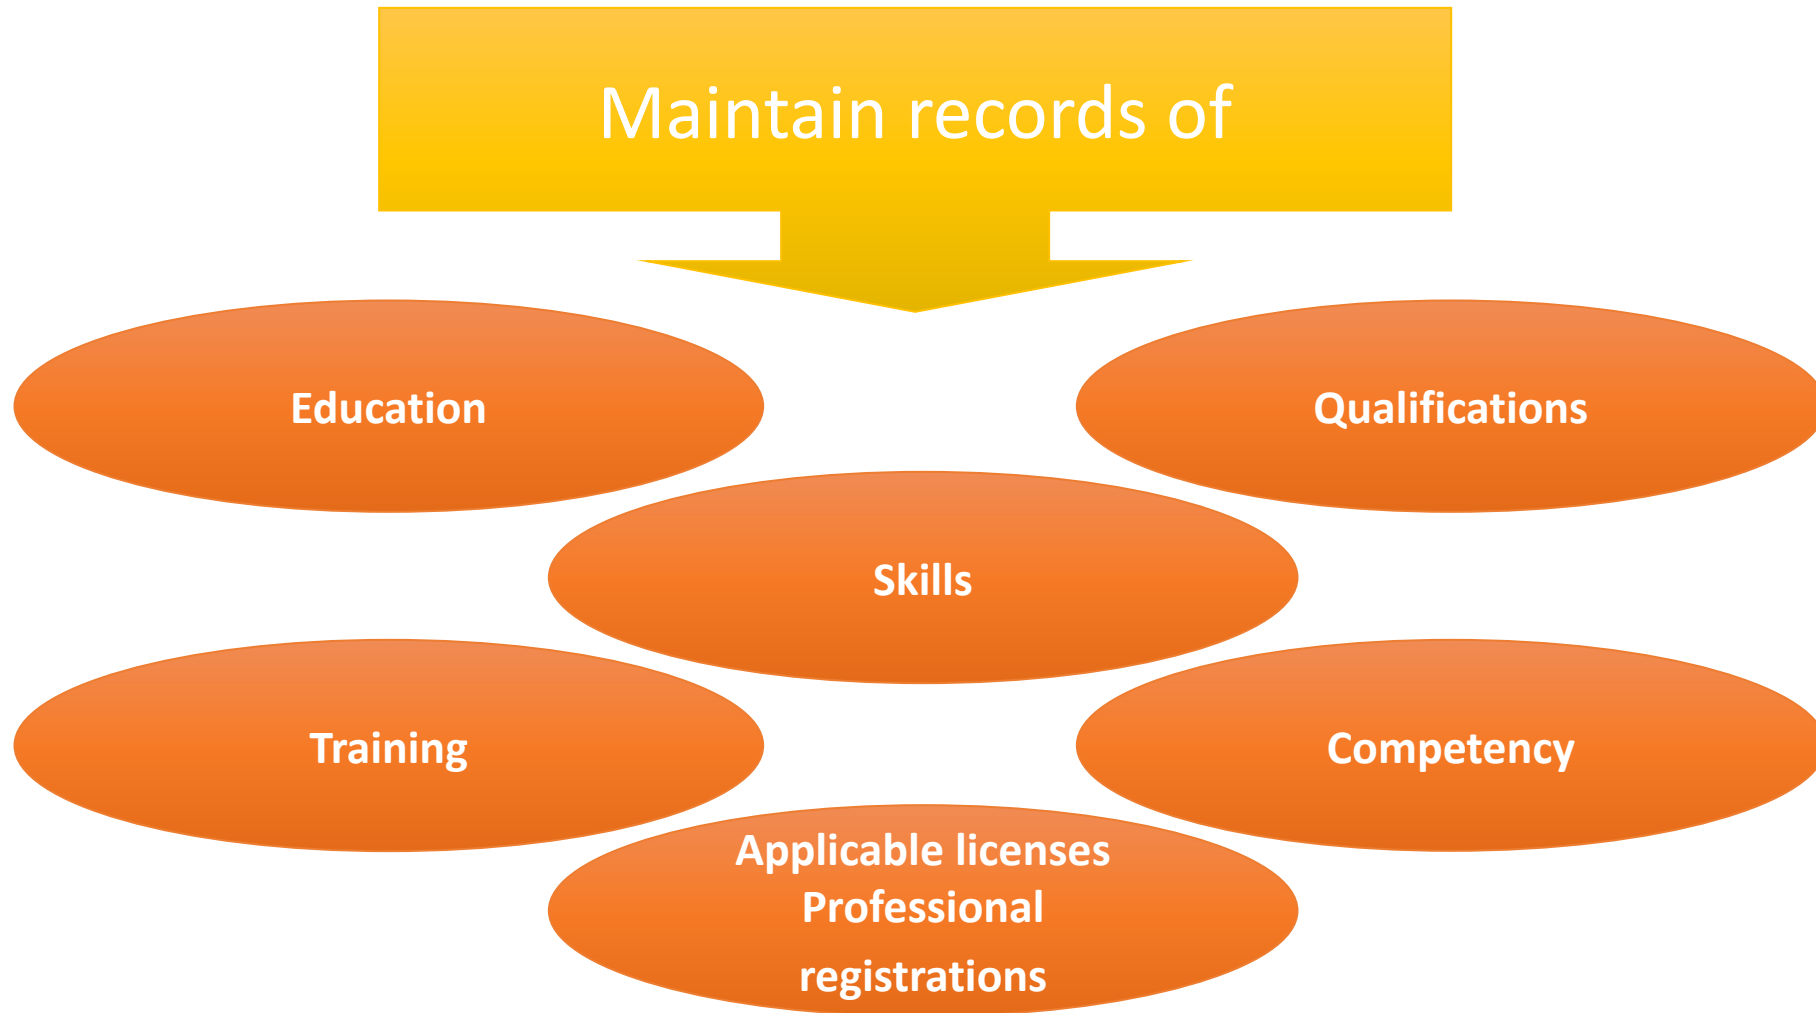 Maintain records of
Education
Qualifications
Skills
Training
Competency
Applicable licenses
Professional
registrations